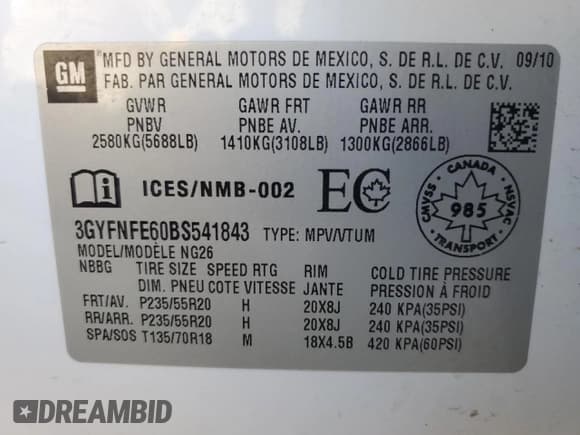 GM
MFD BY GENERAL MOTORS DE MEXICO, S. DE R.L. DE C.V. 09/10
FAB. PAR GENERAL MOTORS DE MEXICO, S. DE R.L. DE C.V.
GVWR GAWR FRT GAWR RR
PNBV PNBE AV. PNBE ARR.
2580KG(5688LB) 1410KG(3108LB) 1300KG(2866LB)
i ICES/NMB-002 EC
CANADA
CMVSS NSVAC
985
TRANSPORT
3GYFNFE60BS541843 TYPE: MPV/VTUM
MODEL/MODÈLE NG26
NBBG TIRE SIZE SPEED RTG RIM COLD TIRE PRESSURE
DIM. PNEU COTE VITESSE JANTE PRESSION À FROID
FRT/AV. P235/55R20 H 20X8J 240 KPA(35PSI)
RR/ARR. P235/55R20 H 20X8J 240 KPA(35PSI)
SPA/SOS T135/70R18 M 18X4.5B 420 KPA(60PSI)
DREAMBID